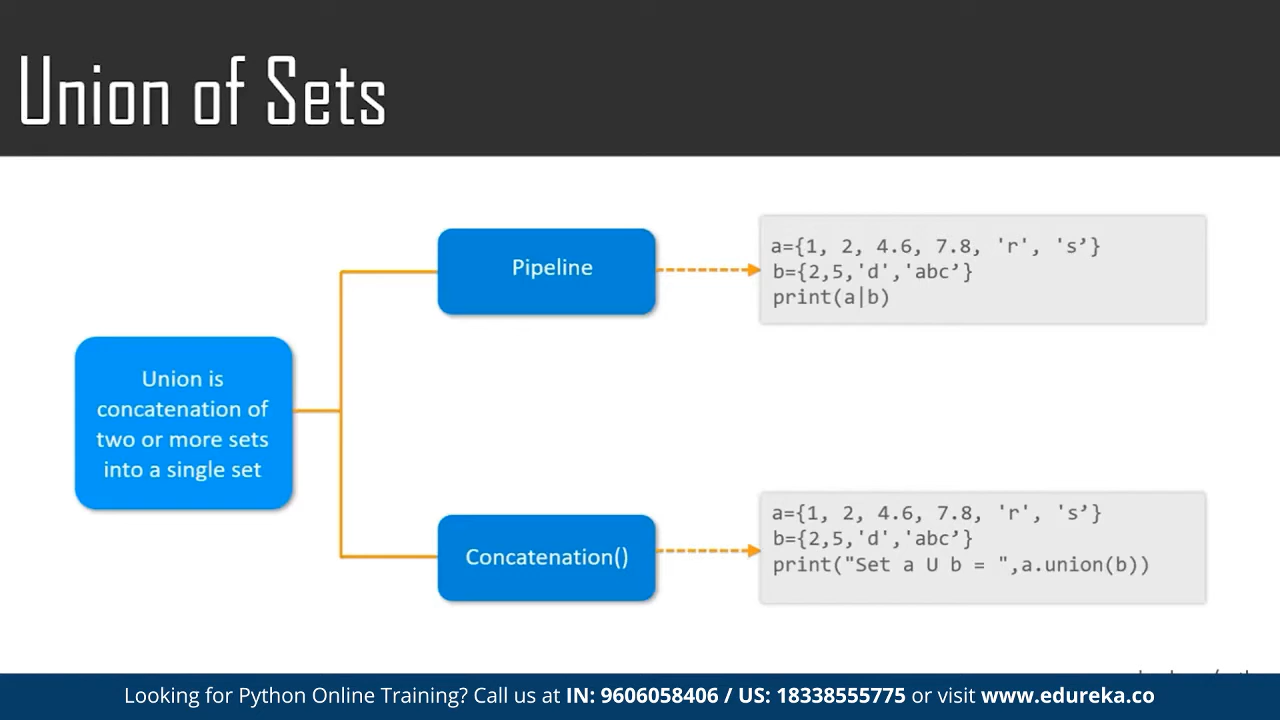 Union of Sets
Union is
concatenation of
two or more sets
into a single set
Pipeline
a={1, 2, 4.6, 7.8, 'r', 's’}
b={2,5,'d','abc’}
print(a|b)
Concatenation()
a={1, 2, 4.6, 7.8, 'r', 's’}
b={2,5,'d','abc’}
print("Set a U b = ",a.union(b))
Looking for Python Online Training? Call us at IN: 9606058406 / US: 18338555775 or visit www.edureka.co